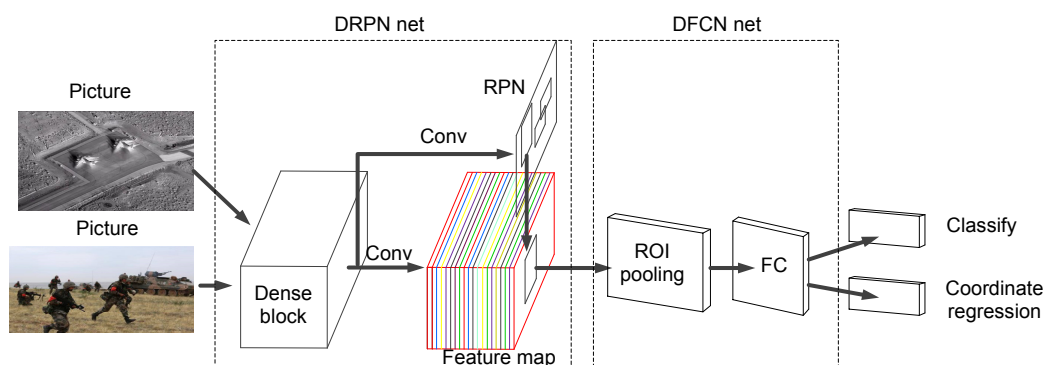 DRPN net
DFCN net
Picture
RPN
Conv
Picture
Conv
Dense
block
Feature map
ROI
pooling
FC
Classify
Coordinate
regression